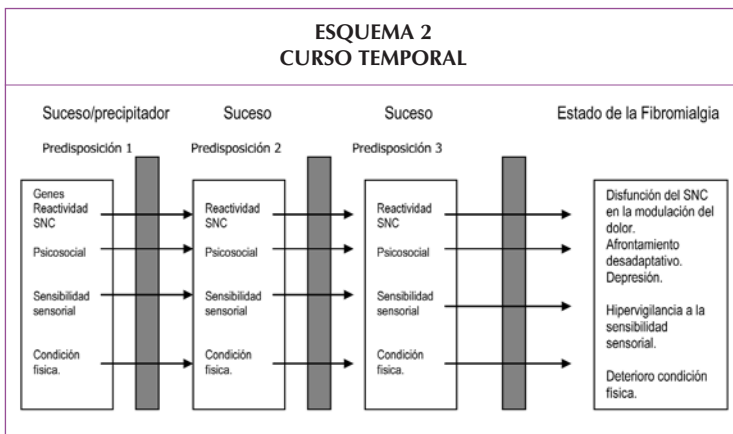 ESQUEMA 2
CURSO TEMPORAL
Suceso/precipitador
Suceso
Suceso
Estado de la Fibromialgia
Predisposición 1
Predisposición 2
Predisposición 3
Genes
Reactividad
SNC
Psicosocial
Sensibilidad
sensorial
Condición
física.
Reactividad
SNC
Psicosocial
Sensibilidad
sensorial
Condición
física.
Reactividad
SNC
Psicosocial
Sensibilidad
sensorial
Condición
física.
Disfunción del SNC
en la modulación del
dolor.
Afrontamiento
desadaptativo.
Depresión.
Hipervigilancia a la
sensibilidad
sensorial.
Deterioro condición
física.